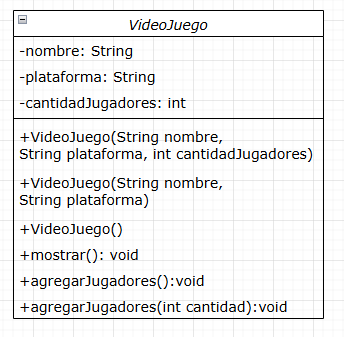 VideoJuego
-nombre: String
-plataforma: String
-cantidadJugadores: int
+VideoJuego(String nombre,
String plataforma, int cantidadJugadores)
+VideoJuego(String nombre,
String plataforma)
+VideoJuego()
+mostrar(): void
+agregarJugadores():void
+agregarJugadores(int cantidad):void